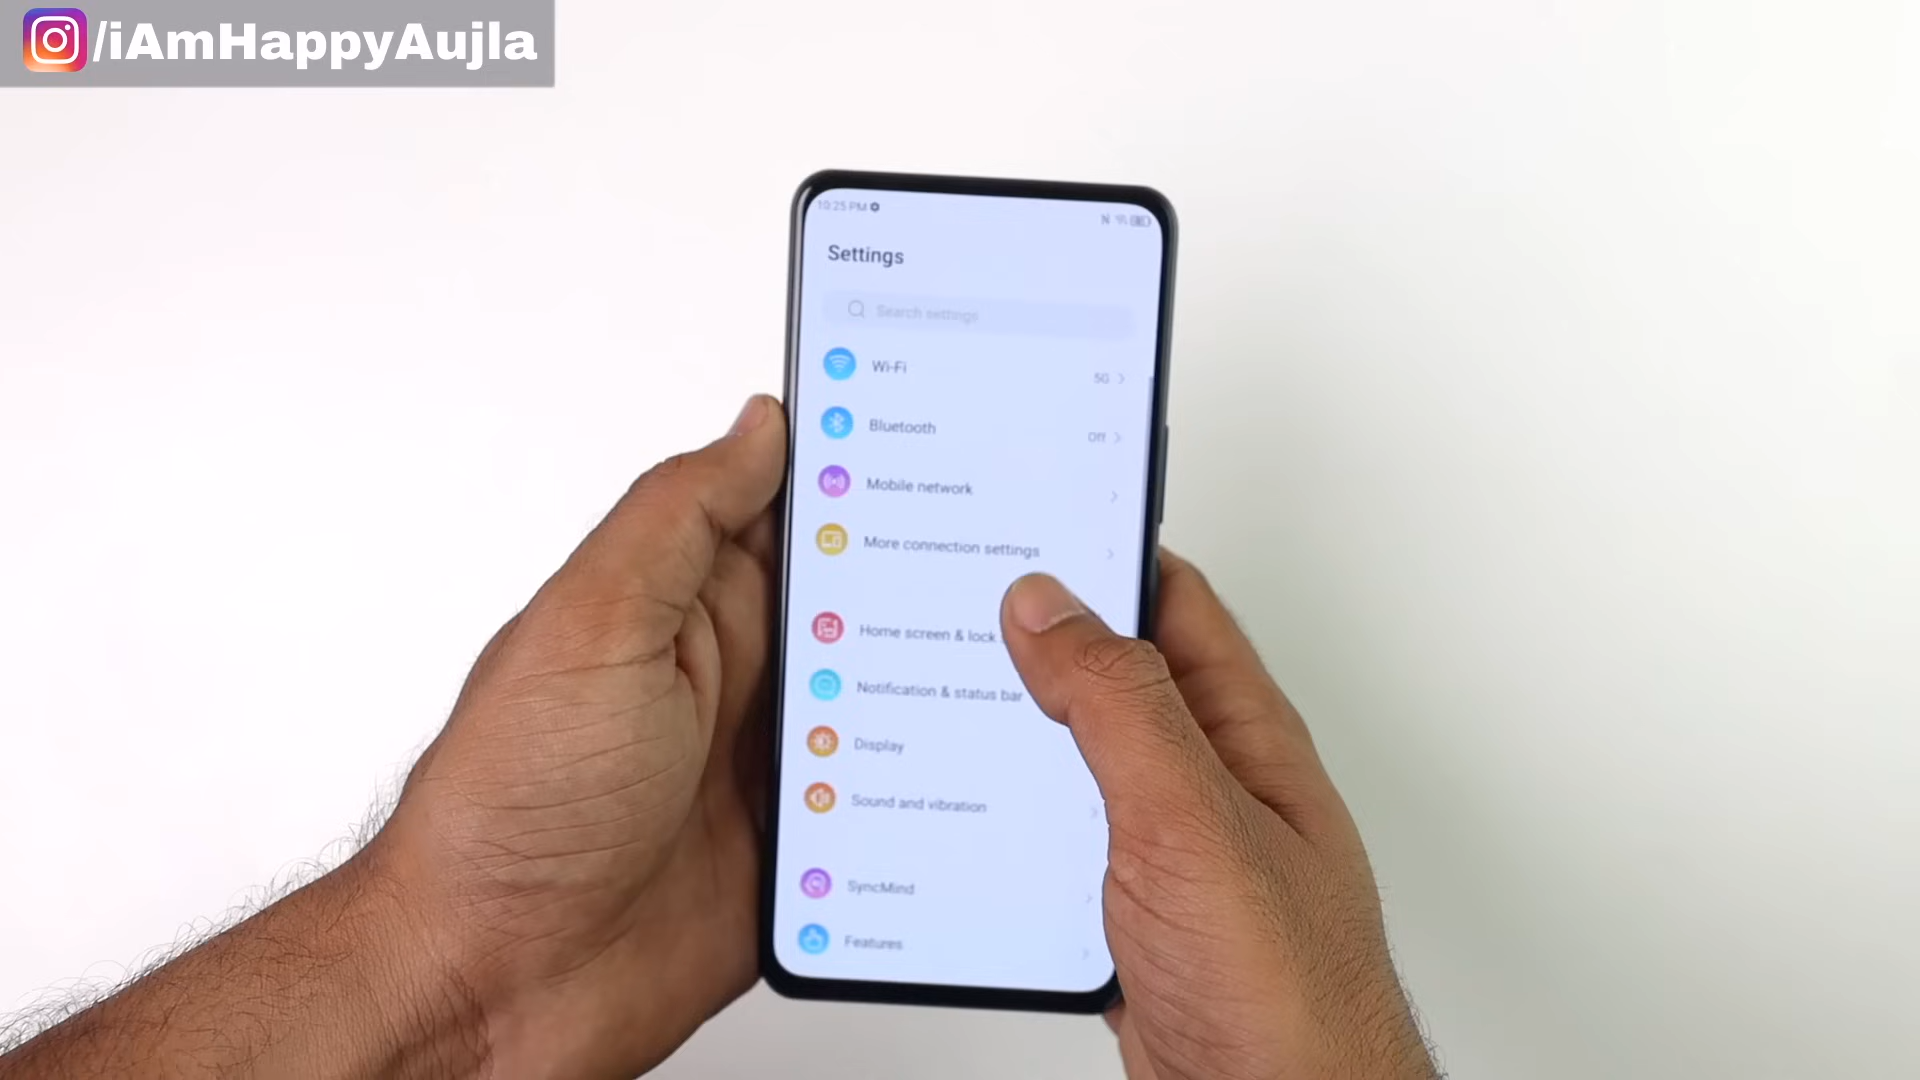 /iAmHappyAujla
10:25 PM
N
Settings
Search settings
Wi-Fi
5G
Bluetooth
Off
Mobile network
More connection settings
Home screen & lock
Notification & status bar
Display
Sound and vibration
SyncMind
Features